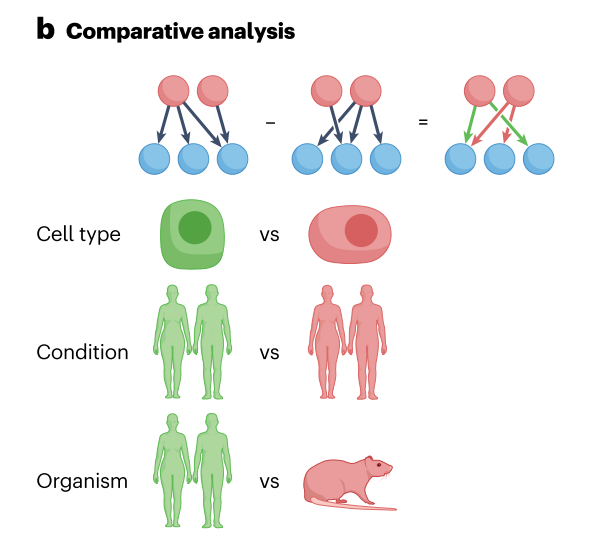 b Comparative analysis
– =
Cell type vs
Condition vs
Organism vs